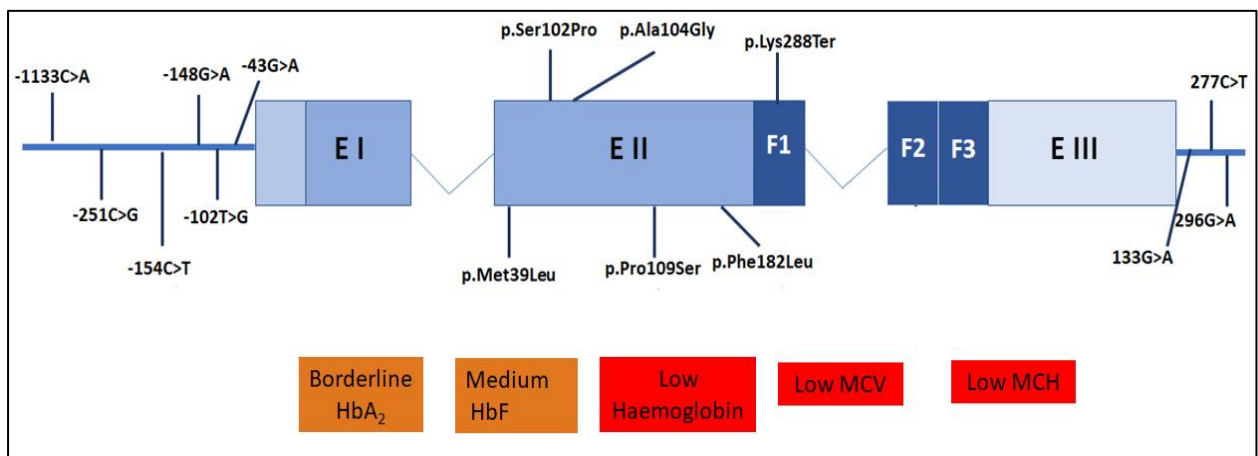 p.Ser102Pro
p.Ala104Gly
p.Lys288Ter
-1133C>A
-148G>A
-43G>A
277C>T
E I
E II
F1
F2
F3
E III
-251C>G
-102T>G
-154C>T
p.Met39Leu
p.Pro109Ser
p.Phe182Leu
133G>A
296G>A
Borderline
HbA₂
Medium
HbF
Low
Haemoglobin
Low MCV
Low MCH